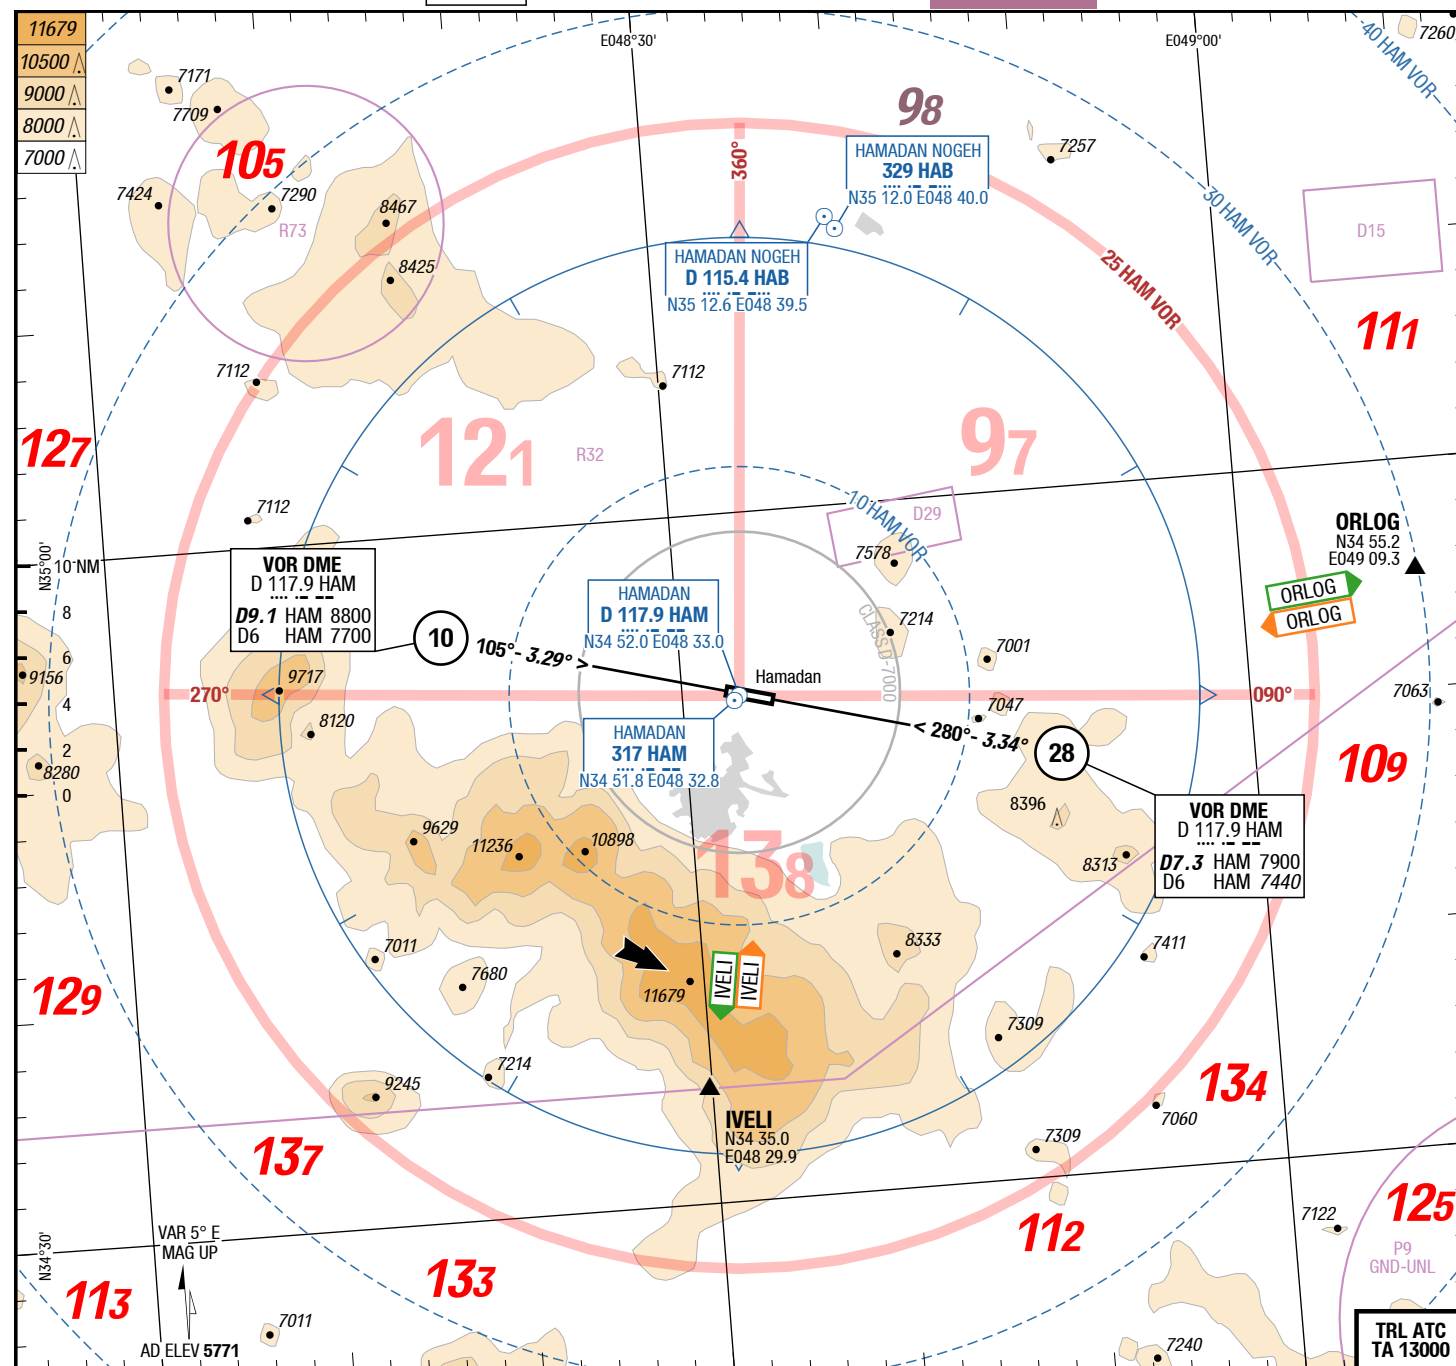 11679
10500
9000
8000
7000
E048°30'
E049°00'
7260
40 HAM VOR
7171
7709
105
98
7257
360°
HAMADAN NOGEH
329 HAB
N35 12.0 E048 40.0
7424
7290
8467
R73
30 HAM VOR
D15
8425
HAMADAN NOGEH
D 115.4 HAB
N35 12.6 E048 39.5
25 HAM VOR
111
7112
7112
127
121
97
R32
10 HAM VOR
D29
7112
ORLOG
N34 55.2
E049 09.3
N35°00'
10 NM
8
6
4
2
0
VOR DME
D 117.9 HAM
D9.1 HAM 8800
D6 HAM 7700
10
105°- 3.29° >
HAMADAN
D 117.9 HAM
N34 52.0 E048 33.0
7578
7214
CLASS D-7000
7001
ORLOG
ORLOG
9156
9717
270°
Hamadan
090°
7063
7047
8120
< 280°- 3.34°
28
HAMADAN
317 HAM
N34 51.8 E048 32.8
8280
109
8396
VOR DME
D 117.9 HAM
D7.3 HAM 7900
D6 HAM 7440
9629
11236
10898
138
8313
7011
8333
7411
7680
11679
IVELI
IVELI
129
7309
7214
9245
134
IVELI
N34 35.0
E048 29.9
7060
137
7309
125
7122
112
VAR 5° E
MAG UP
N34°30'
P9
GND-UNL
133
113
7011
AD ELEV 5771
7240
TRL ATC
TA 13000